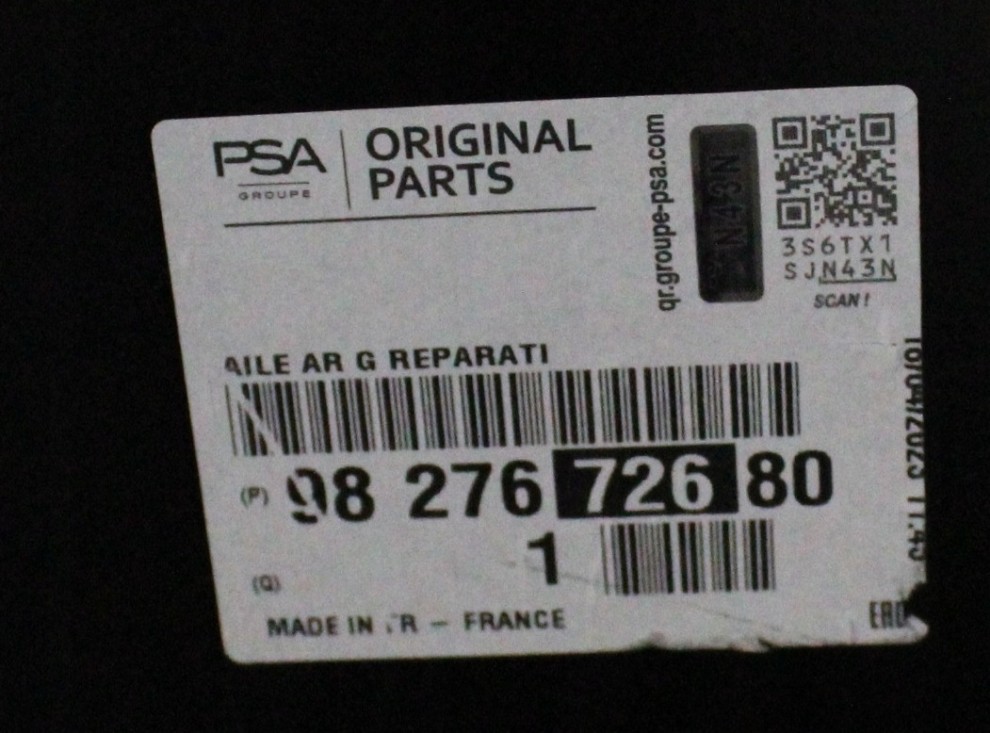 PSA
GROUPE
ORIGINAL
PARTS
qr.groupe-psa.com
N43N
3S6TX1
SJN43N
SCAN!
AILE AR G REPARATI
(P) 98 276 726 80
(Q) 1
MADE IN FR - FRANCE